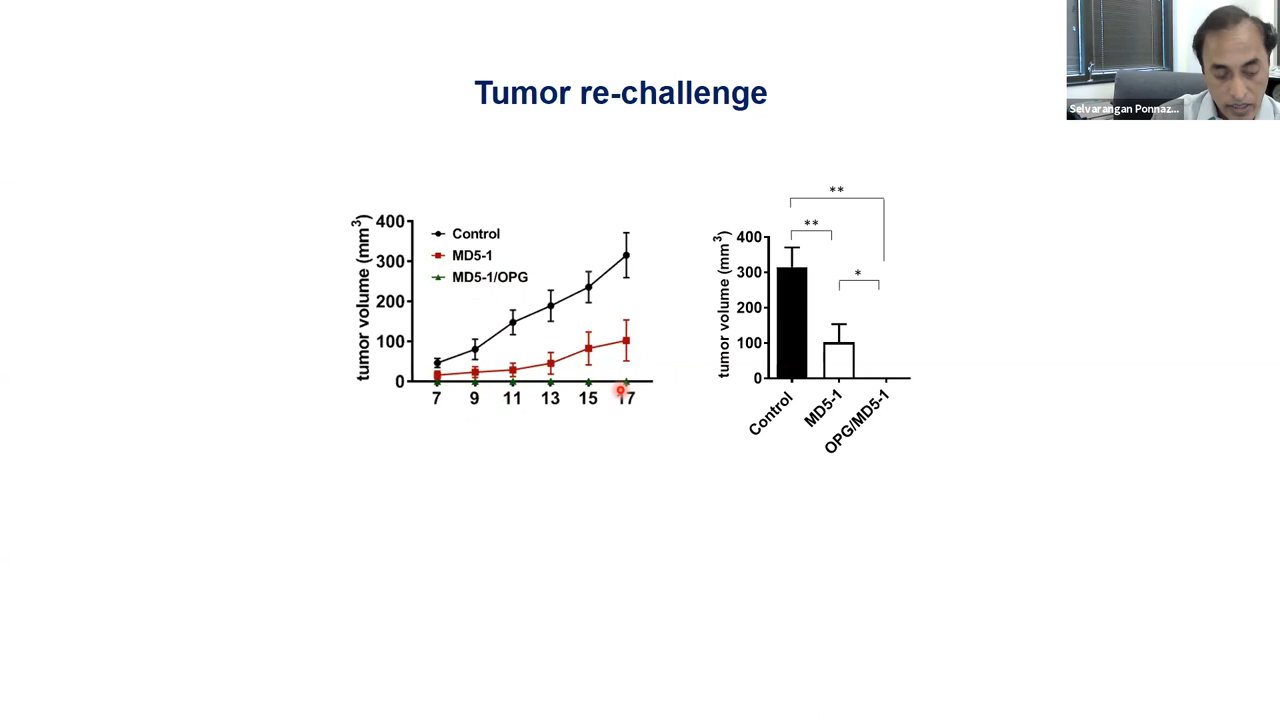 Tumor re-challenge
Selvarangan Ponnaz...
tumor volume (mm3)
400
300
200
100
0
Control
MD5-1
MD5-1/OPG
7 9 11 13 15 17
tumor volume (mm3)
400
300
200
100
0
**
**
*
Control
MD5-1
OPG/MD5-1